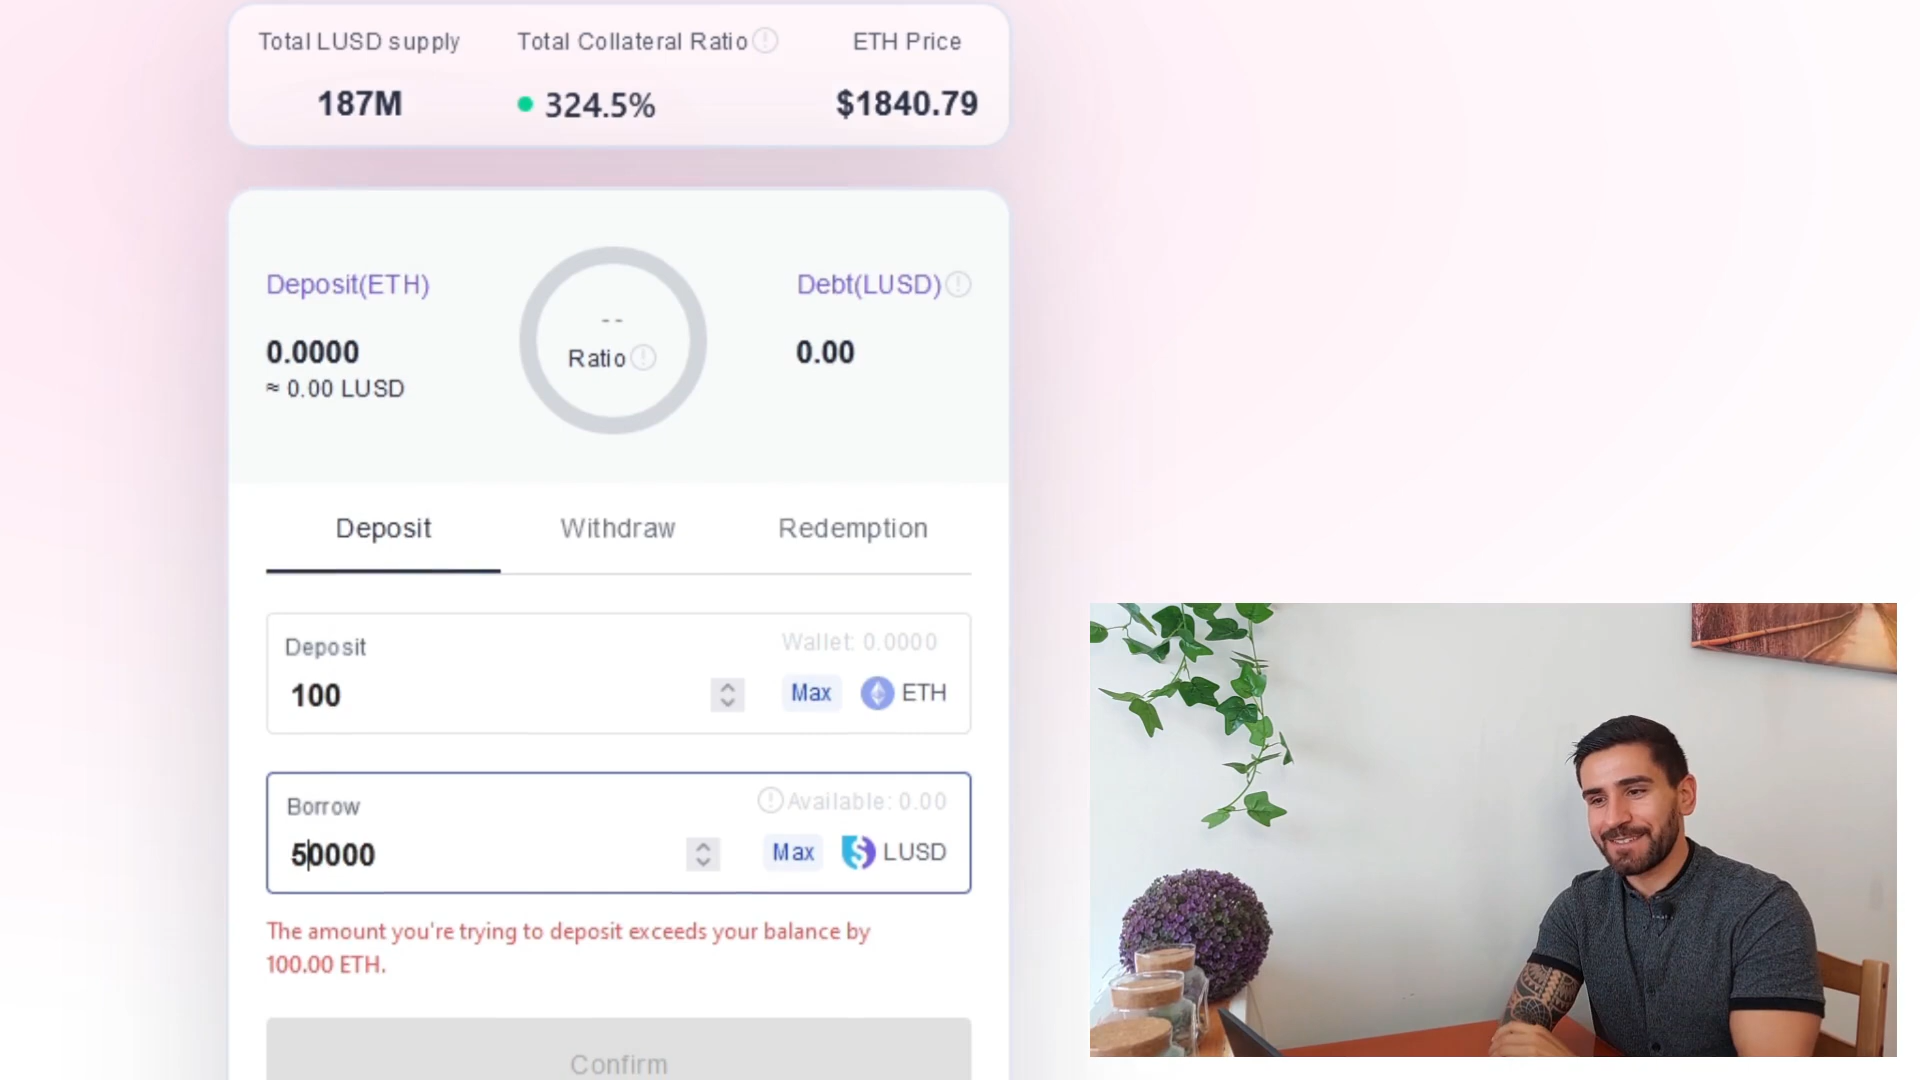 Total LUSD supply
Total Collateral Ratio
ETH Price
187M
324.5%
$1840.79
Deposit(ETH)
0.0000
≈ 0.00 LUSD
--
Ratio
Debt(LUSD)
0.00
Deposit
Withdraw
Redemption
Deposit
Wallet: 0.0000
100
Max
ETH
Borrow
Available: 0.00
50000
Max
LUSD
The amount you're trying to deposit exceeds your balance by
100.00 ETH.
Confirm